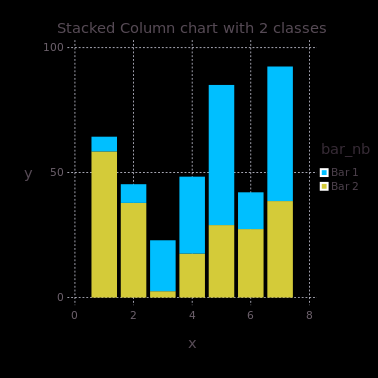 Stacked Column chart with 2 classes
100
50
0
y
0 2 4 6 8
x
bar_nb
Bar 1
Bar 2